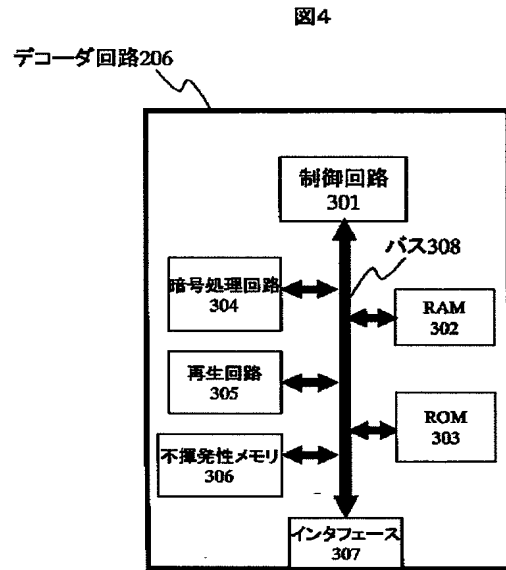 図4
デコーダ回路206
制御回路
301
バス308
暗号処理回路
304
RAM
302
再生回路
305
ROM
303
不揮発性メモリ
306
インタフェース
307